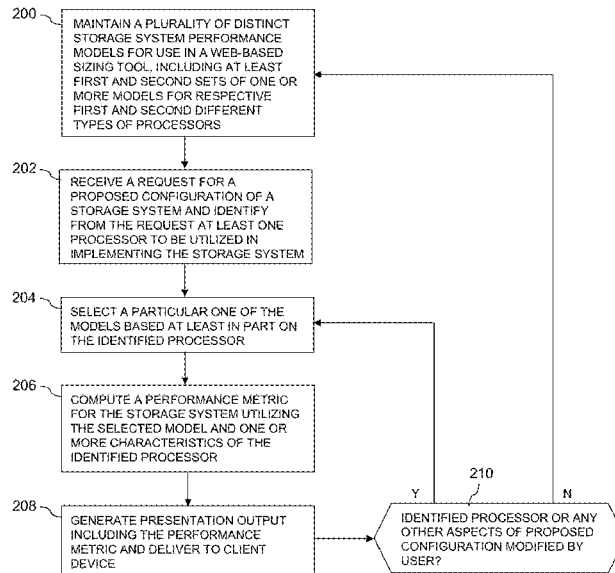 200
MAINTAIN A PLURALITY OF DISTINCT
STORAGE SYSTEM PERFORMANCE
MODELS FOR USE IN A WEB-BASED
SIZING TOOL, INCLUDING AT LEAST
FIRST AND SECOND SETS OF ONE OR
MORE MODELS FOR RESPECTIVE
FIRST AND SECOND DIFFERENT
TYPES OF PROCESSORS
202
RECEIVE A REQUEST FOR A
PROPOSED CONFIGURATION OF A
STORAGE SYSTEM AND IDENTIFY
FROM THE REQUEST AT LEAST ONE
PROCESSOR TO BE UTILIZED IN
IMPLEMENTING THE STORAGE SYSTEM
204
SELECT A PARTICULAR ONE OF THE
MODELS BASED AT LEAST IN PART ON
THE IDENTIFIED PROCESSOR
206
COMPUTE A PERFORMANCE METRIC
FOR THE STORAGE SYSTEM UTILIZING
THE SELECTED MODEL AND ONE OR
MORE CHARACTERISTICS OF THE
IDENTIFIED PROCESSOR
208
GENERATE PRESENTATION OUTPUT
INCLUDING THE PERFORMANCE
METRIC AND DELIVER TO CLIENT
DEVICE
210
Y
N
IDENTIFIED PROCESSOR OR ANY
OTHER ASPECTS OF PROPOSED
CONFIGURATION MODIFIED BY
USER?